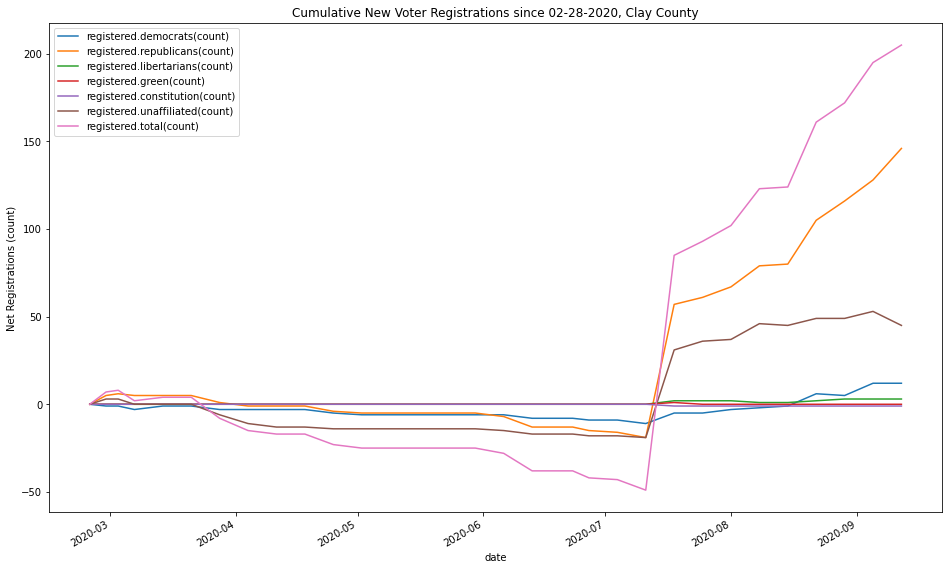 Cumulative New Voter Registrations since 02-28-2020, Clay County
registered.democrats(count)
registered.republicans(count)
registered.libertarians(count)
registered.green(count)
registered.constitution(count)
registered.unaffiliated(count)
registered.total(count)
200
150
100
50
0
−50
Net Registrations (count)
2020-03
2020-04
2020-05
2020-06
2020-07
2020-08
2020-09
date